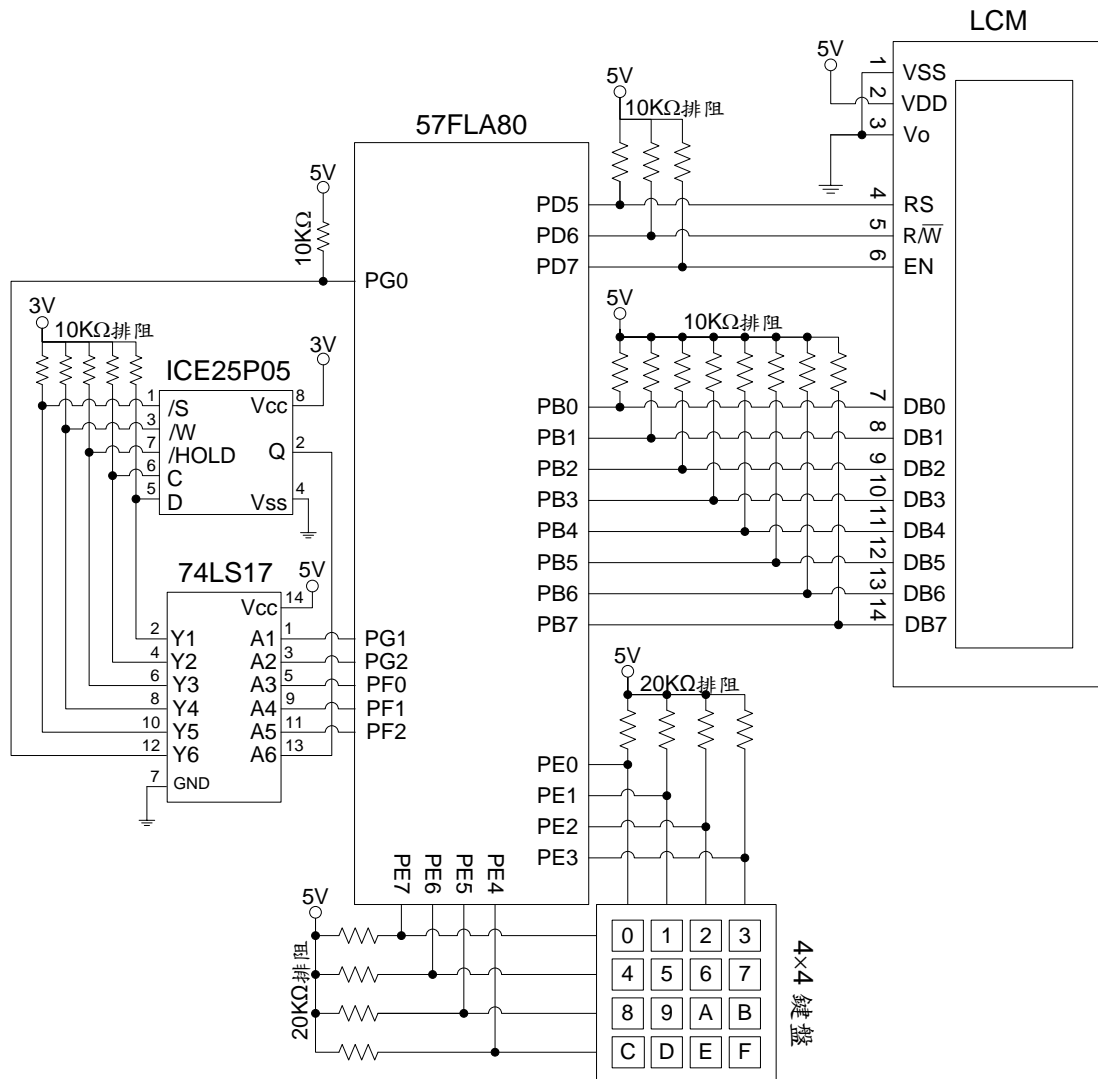 LCM
5V
1 VSS
2 VDD
3 Vo
4 RS
5 R/W
6 EN
7 DB0
8 DB1
9 DB2
10 DB3
11 DB4
12 DB5
13 DB6
14 DB7
57FLA80
5V
10KΩ排阻
PD5
PD6
PD7
5V
10KΩ
PG0
5V
10KΩ排阻
PB0
PB1
PB2
PB3
PB4
PB5
PB6
PB7
3V
10KΩ排阻
ICE25P05
3V
1 /S
3 /W
7 /HOLD
6 C
5 D
Vcc 8
Q 2
Vss 4
74LS17
5V
Vcc 14
2 Y1
4 Y2
6 Y3
8 Y4
10 Y5
12 Y6
7 GND
A1 1
A2 3
A3 5
A4 9
A5 11
A6 13
PG1
PG2
PF0
PF1
PF2
5V
20KΩ排阻
PE0
PE1
PE2
PE3
PE7
PE6
PE5
PE4
5V
20KΩ排阻
0 1 2 3
4 5 6 7
8 9 A B
C D E F
4×4 鍵盤